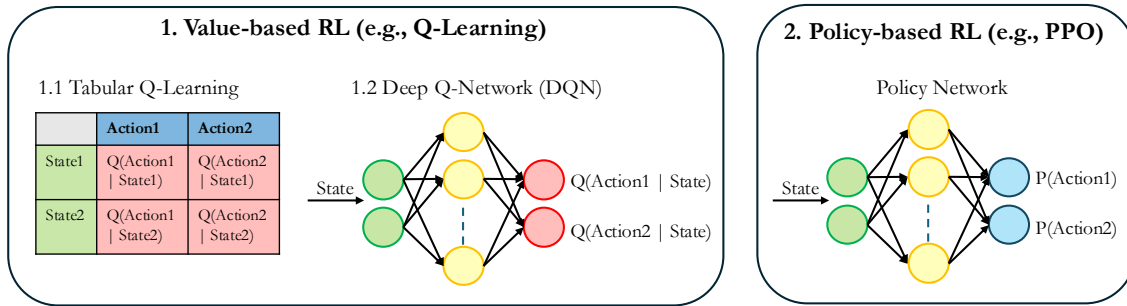 1. Value-based RL (e.g., Q-Learning)
1.1 Tabular Q-Learning
Action1 Action2
State1 Q(Action1 | State1) Q(Action2 | State1)
State2 Q(Action1 | State2) Q(Action2 | State2)
1.2 Deep Q-Network (DQN)
State
Q(Action1 | State)
Q(Action2 | State)
2. Policy-based RL (e.g., PPO)
Policy Network
State
P(Action1)
P(Action2)